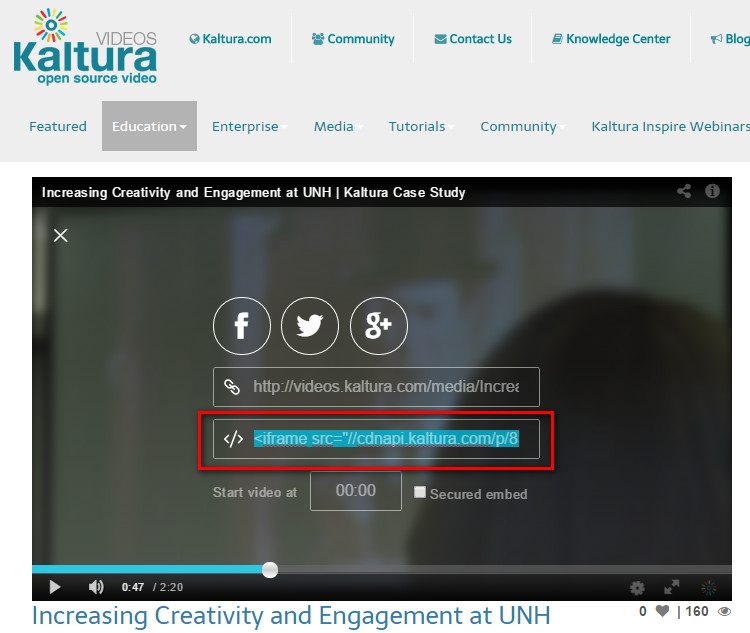 VIDEOS
Kaltura
open source video
Kaltura.com
Community
Contact Us
Knowledge Center
Blog
Featured
Education
Enterprise
Media
Tutorials
Community
Kaltura Inspire Webinars
Increasing Creativity and Engagement at UNH | Kaltura Case Study
f
g+
http://videos.kaltura.com/media/Increa
</> <iframe src="//cdnapi.kaltura.com/p/8
Start video at 00:00 Secured embed
0:47 / 2:20
Increasing Creativity and Engagement at UNH
0 | 160